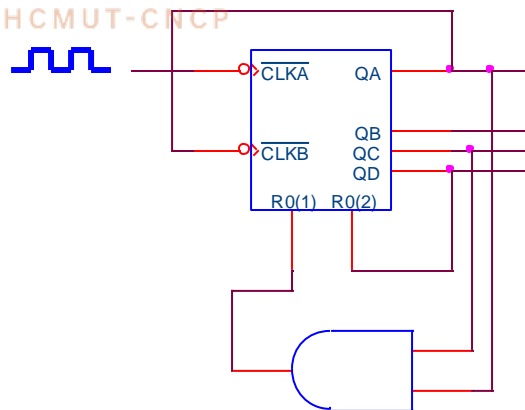 HCMUT-CNCP
CLKA QA
QB
CLKB QC
QD
R0(1) R0(2)